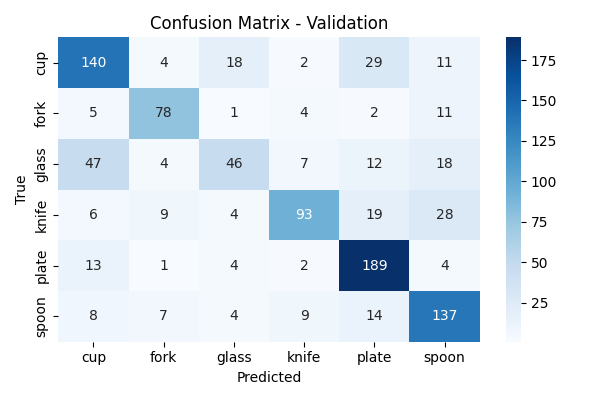 Confusion Matrix - Validation
cup 140 4 18 2 29 11
fork 5 78 1 4 2 11
glass 47 4 46 7 12 18
knife 6 9 4 93 19 28
plate 13 1 4 2 189 4
spoon 8 7 4 9 14 137
True
cup fork glass knife plate spoon
Predicted
175
150
125
100
75
50
25